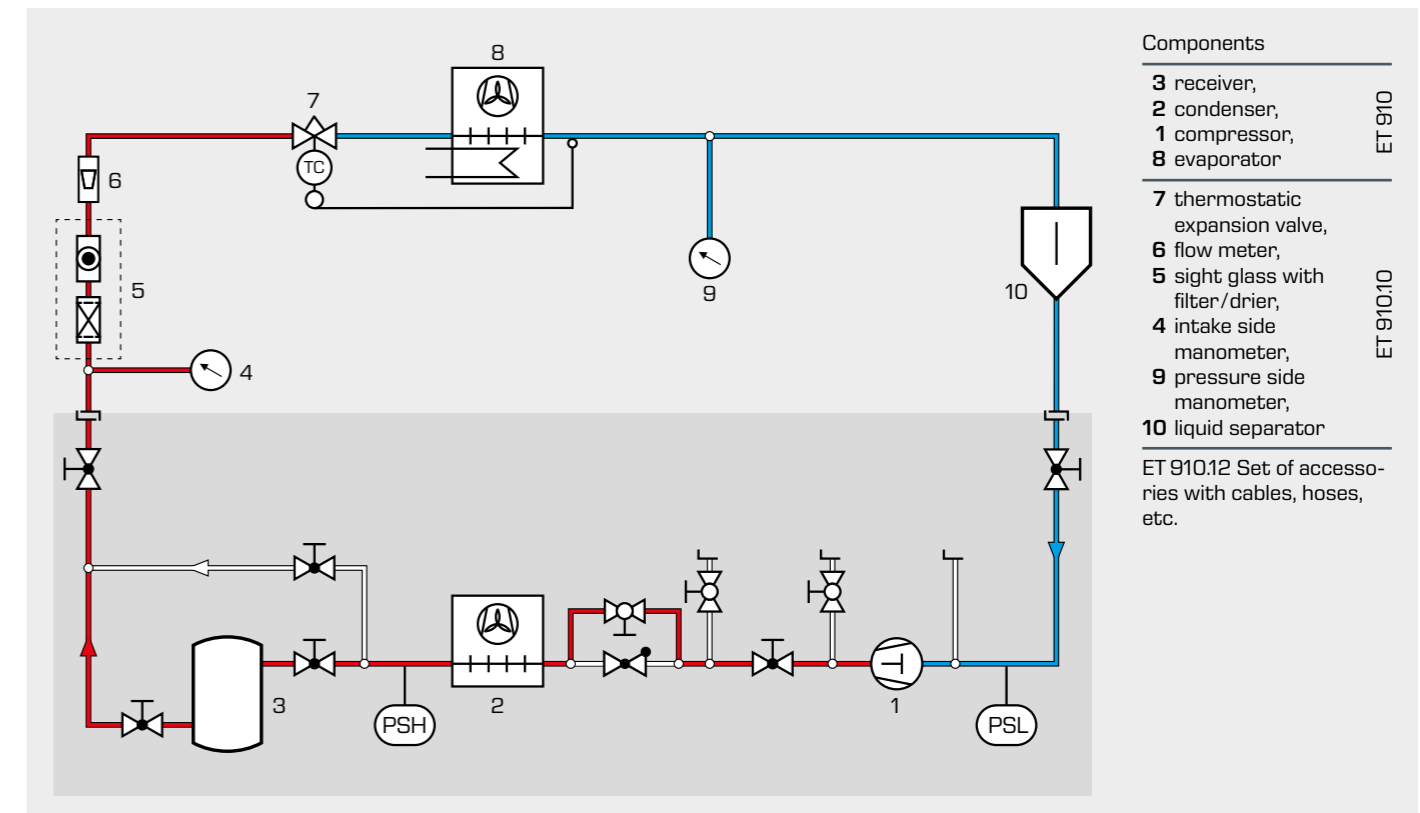 8
7
TC
6
5
9
10
4
3
PSH
2
1
PSL
Components
3 receiver,
2 condenser,
1 compressor,
8 evaporator
ET 910
7 thermostatic
expansion valve,
6 flow meter,
5 sight glass with
filter/drier,
4 intake side
manometer,
9 pressure side
manometer,
10 liquid separator
ET 910.10
ET 910.12 Set of accesso-
ries with cables, hoses,
etc.